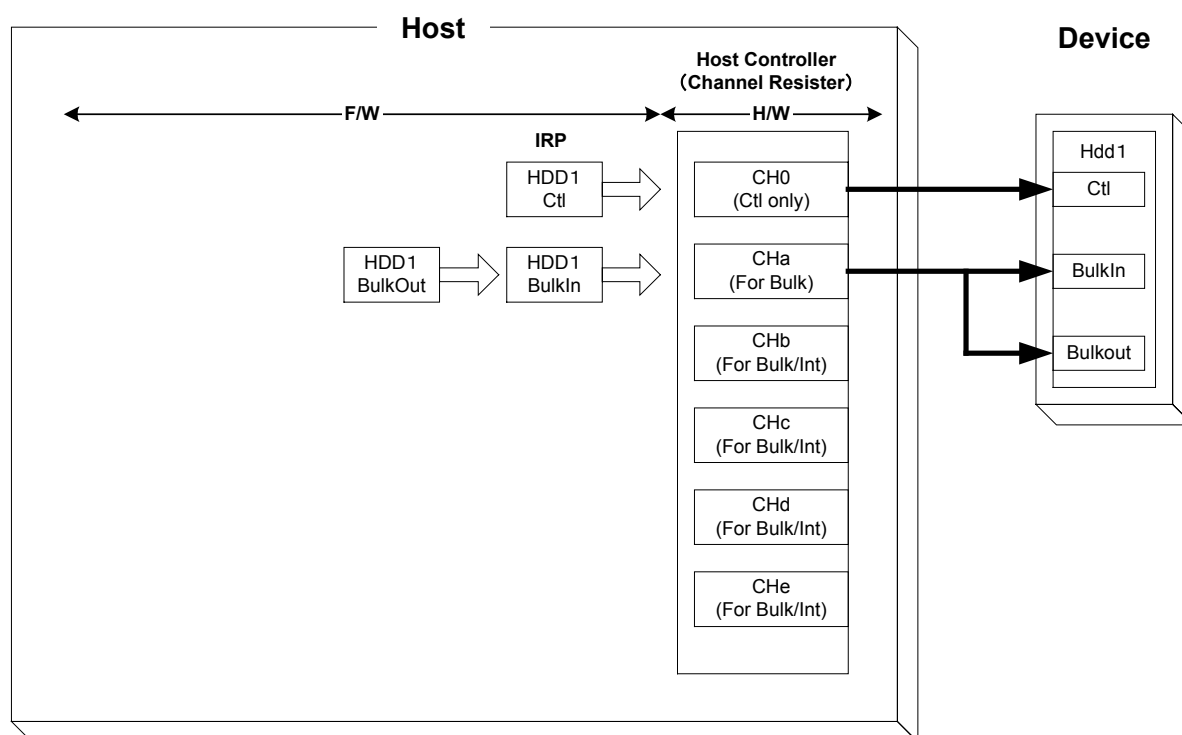 Host
Device
Host Controller
（Channel Resister）
F/W
H/W
IRP
HDD1
Ctl
CH0
(Ctl only)
Hdd1
Ctl
HDD1
BulkOut
HDD1
BulkIn
CHa
(For Bulk)
BulkIn
CHb
(For Bulk/Int)
Bulkout
CHc
(For Bulk/Int)
CHd
(For Bulk/Int)
CHe
(For Bulk/Int)